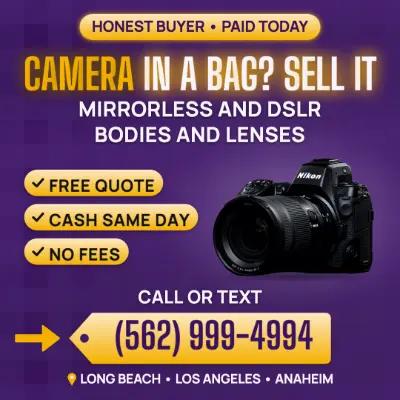 HONEST BUYER • PAID TODAY
CAMERA IN A BAG? SELL IT
MIRRORLESS AND DSLR
BODIES AND LENSES
Nikon
FREE QUOTE
CASH SAME DAY
NO FEES
CALL OR TEXT
(562) 999-4994
LONG BEACH • LOS ANGELES • ANAHEIM